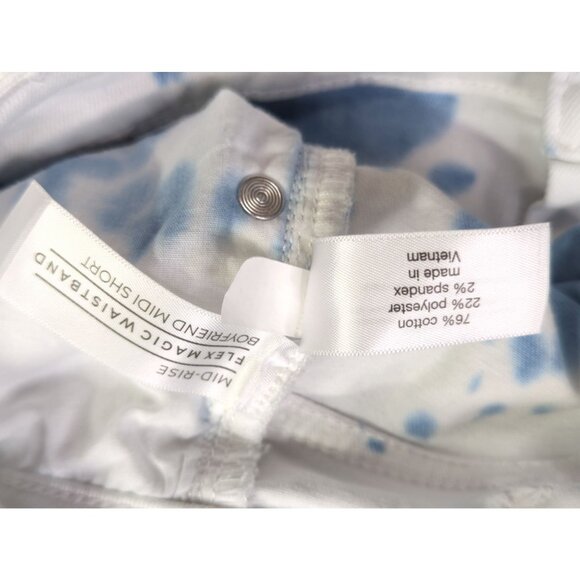 MID-RISE
FLEX MAGIC WAISTBAND
BOYFRIEND MIDI SHORT
76% cotton
22% polyester
2% spandex
made in
Vietnam